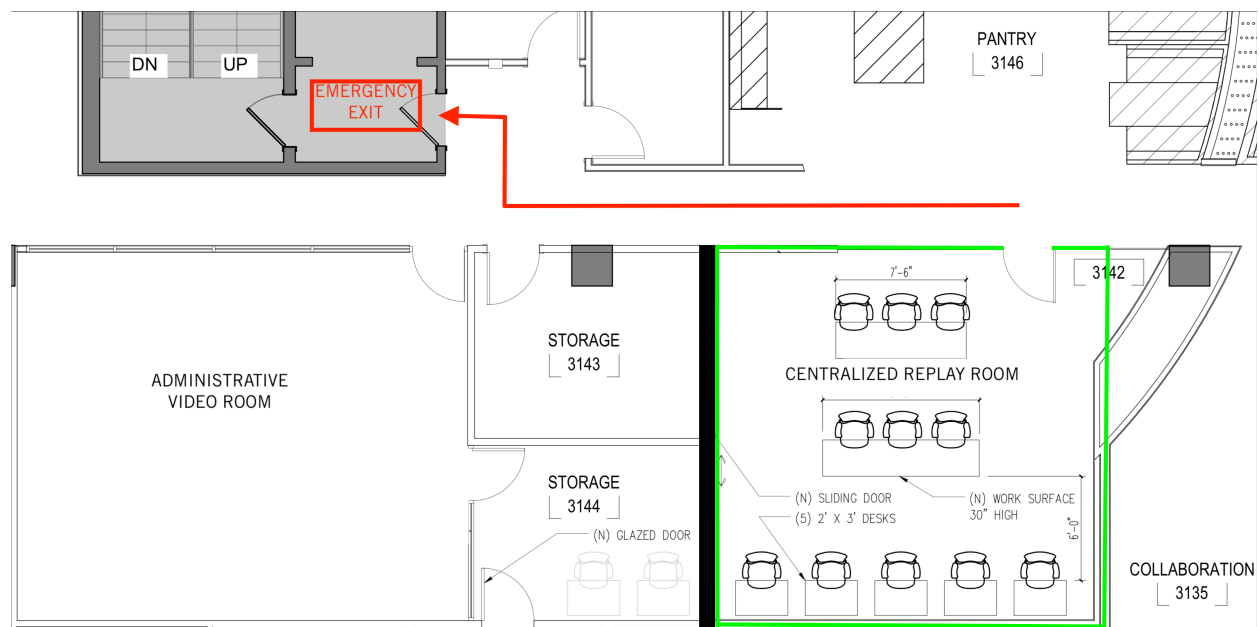 DN
UP
EMERGENCY
EXIT
PANTRY
3146
3142
7'-6"
STORAGE
3143
CENTRALIZED REPLAY ROOM
ADMINISTRATIVE
VIDEO ROOM
STORAGE
3144
(N) GLAZED DOOR
(N) SLIDING DOOR
(5) 2' X 3' DESKS
(N) WORK SURFACE
30" HIGH
6'-0"
COLLABORATION
3135